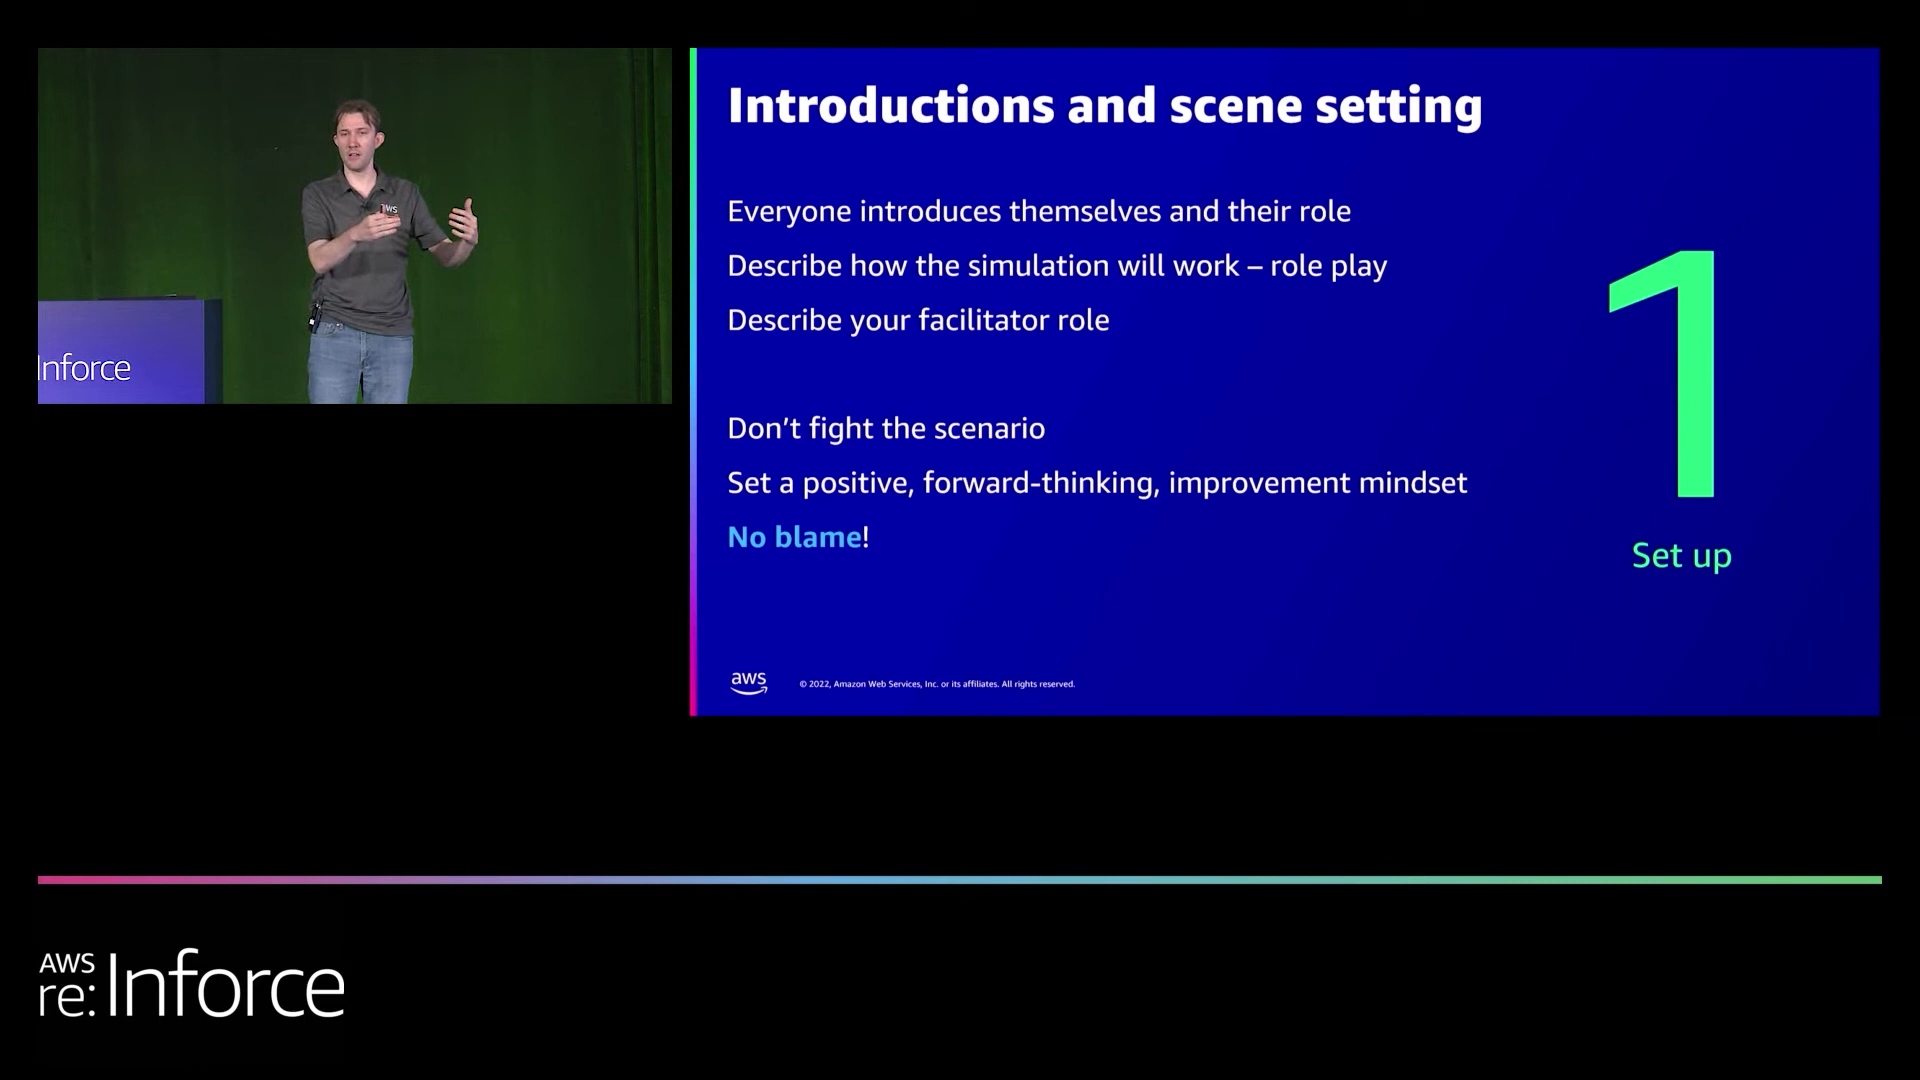 Introductions and scene setting
Everyone introduces themselves and their role
Describe how the simulation will work – role play
Describe your facilitator role
Don't fight the scenario
Set a positive, forward-thinking, improvement mindset
No blame!
1
Set up
aws
© 2022, Amazon Web Services, Inc. or its affiliates. All rights reserved.
aws
Inforce
AWS
re: Inforce